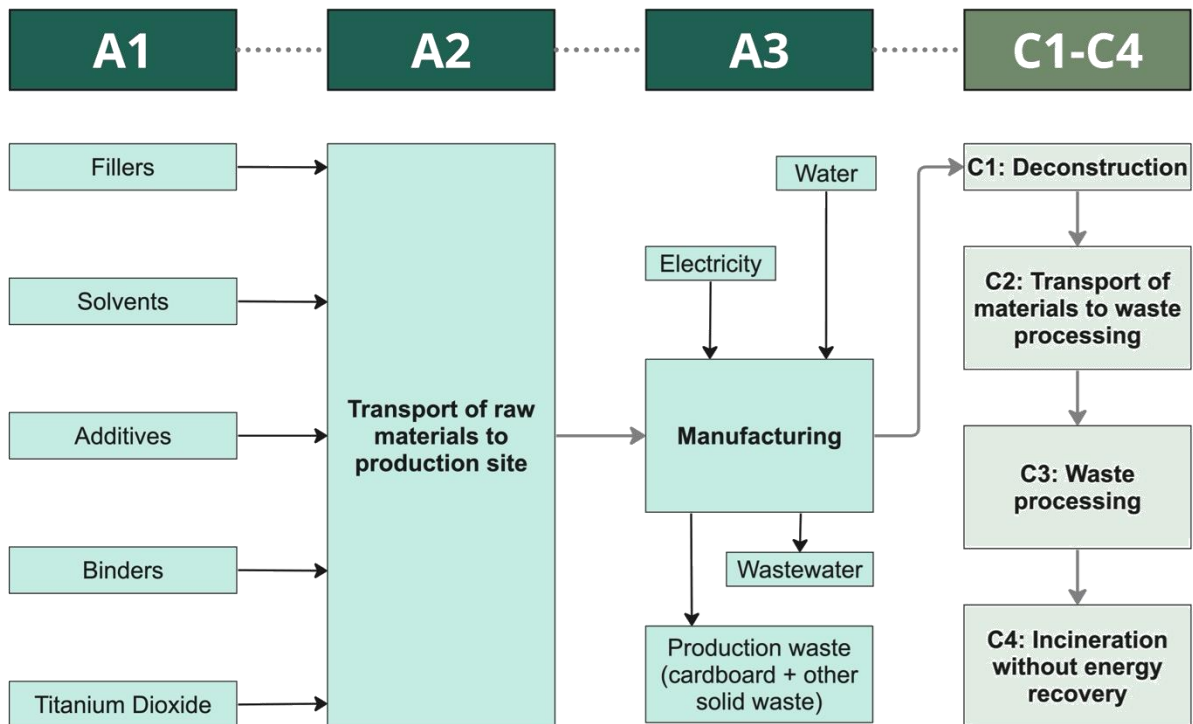 A1
A2
A3
C1-C4
Fillers
Solvents
Additives
Binders
Titanium Dioxide
Transport of raw
materials to
production site
Water
Electricity
Manufacturing
Wastewater
Production waste
(cardboard + other
solid waste)
C1: Deconstruction
C2: Transport of
materials to waste
processing
C3: Waste
processing
C4: Incineration
without energy
recovery